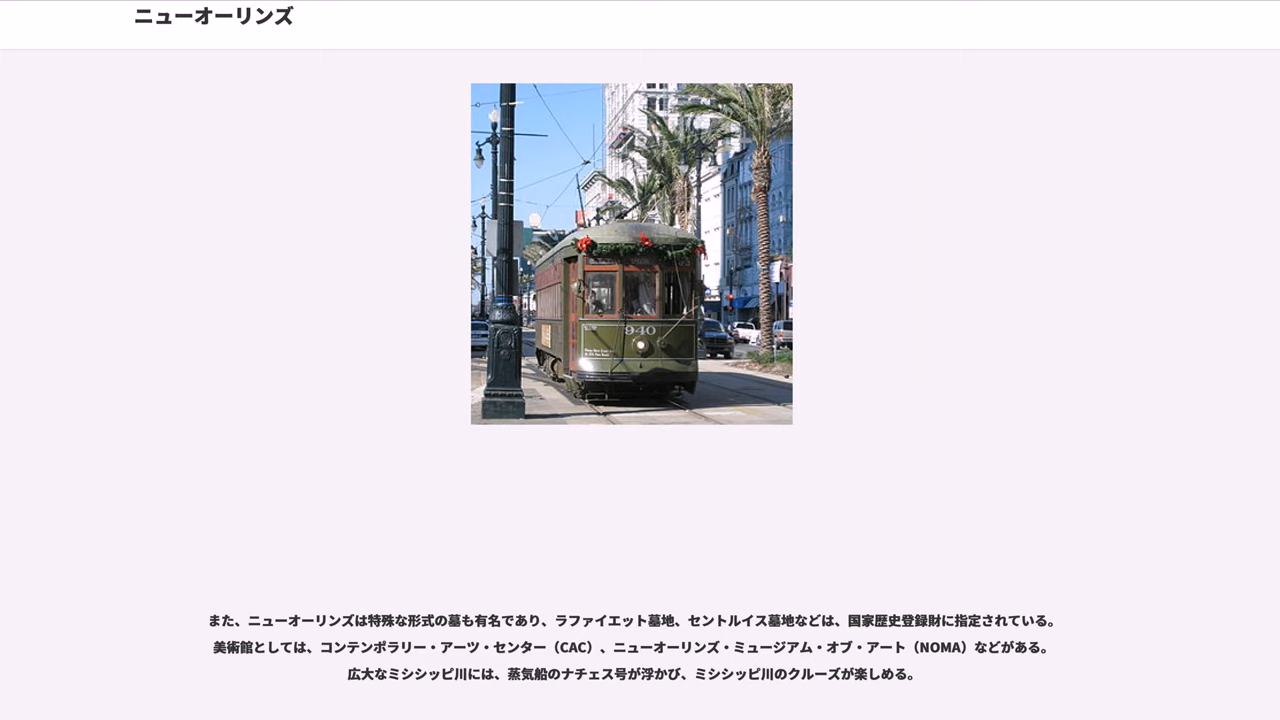 ニューオーリンズ
940
また、ニューオーリンズは特殊な形式の墓も有名であり、ラファイエット墓地、セントルイス墓地などは、国家歴史登録財に指定されている。
美術館としては、コンテンポラリー・アーツ・センター（CAC）、ニューオーリンズ・ミュージアム・オブ・アート（NOMA）などがある。
広大なミシシッピ川には、蒸気船のナチェス号が浮かび、ミシシッピ川のクルーズが楽しめる。